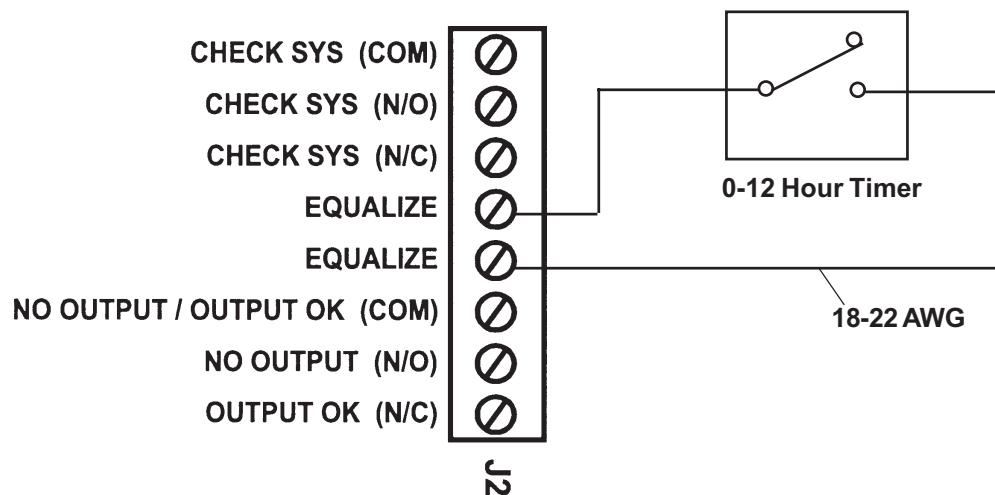 CHECK SYS (COM)
CHECK SYS (N/O)
CHECK SYS (N/C)
EQUALIZE
EQUALIZE
NO OUTPUT / OUTPUT OK (COM)
NO OUTPUT (N/O)
OUTPUT OK (N/C)
J2
0-12 Hour Timer
18-22 AWG